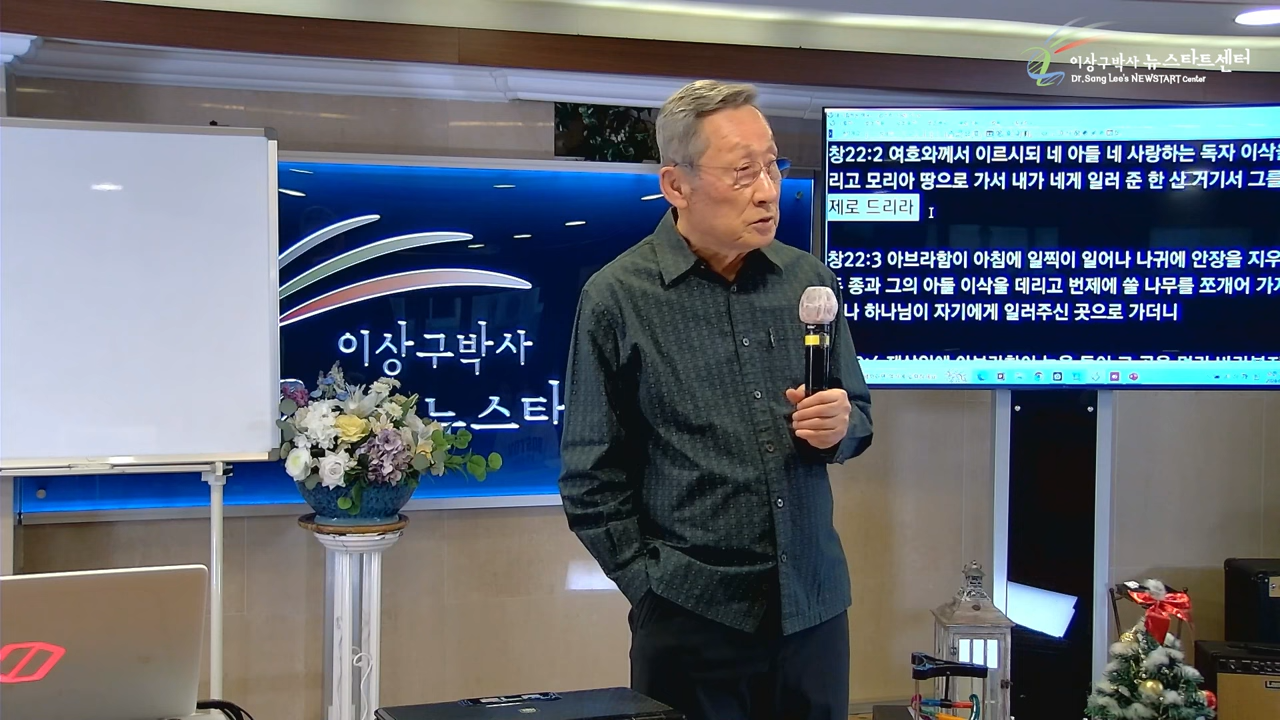 이상구박사 뉴스타트센터
Dr. Sang Lee's NEWSTART Center
창22:2 여호와께서 이르시되 네 아들 네 사랑하는 독자 이삭을
리고 모리아 땅으로 가서 내가 네게 일러 준 한 산 거기서 그를
제로 드리라
창22:3 아브라함이 아침에 일찍이 일어나 나귀에 안장을 지우
종과 그의 아들 이삭을 데리고 번제에 쓸 나무를 쪼개어 가지
나 하나님이 자기에게 일러주신 곳으로 가더니
이상구박사
뉴스타